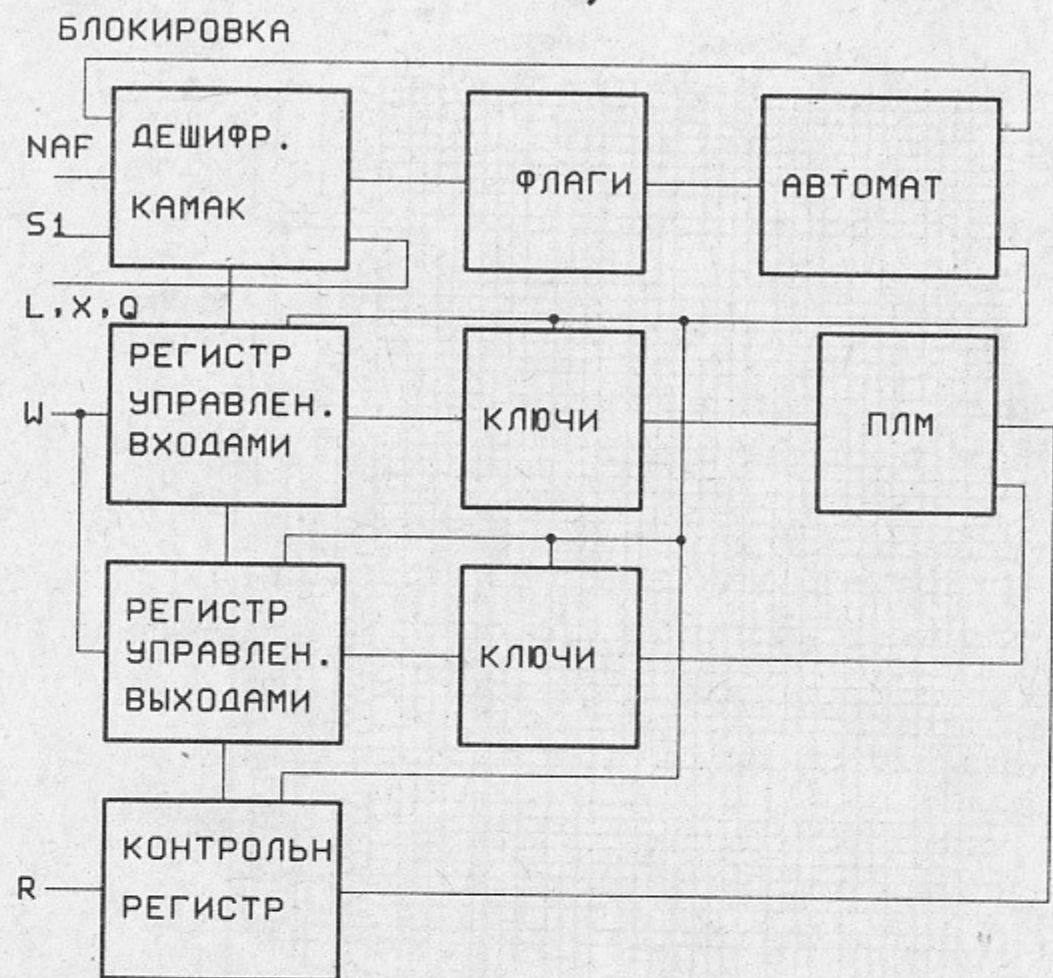 БЛОКИРОВКА
NAF
ДЕШИФР.
КАМАК
ФЛАГИ
АВТОМАТ
S1
L,X,Q
РЕГИСТР
УПРАВЛЕН.
ВХОДАМИ
W
КЛЮЧИ
ПЛМ
РЕГИСТР
УПРАВЛЕН.
ВЫХОДАМИ
КЛЮЧИ
КОНТРОЛЬН
РЕГИСТР
R